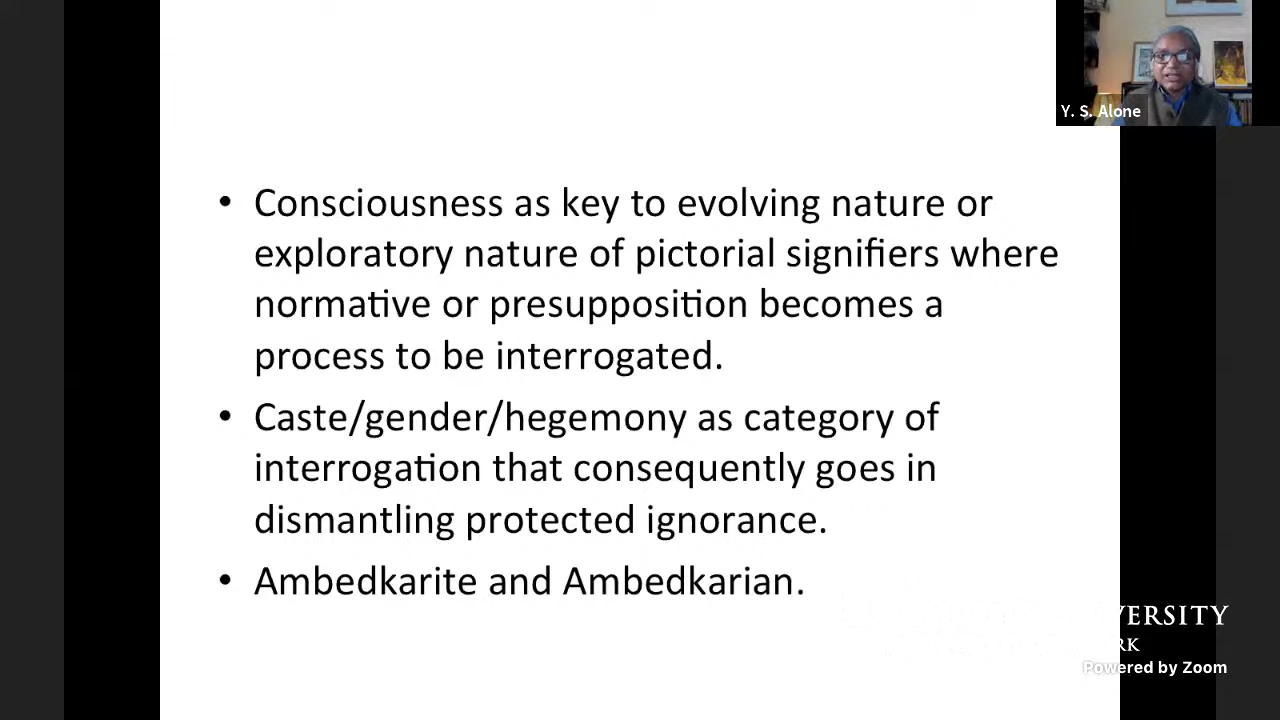 Y. S. Alone
• Consciousness as key to evolving nature or
exploratory nature of pictorial signifiers where
normative or presupposition becomes a
process to be interrogated.
• Caste/gender/hegemony as category of
interrogation that consequently goes in
dismantling protected ignorance.
• Ambedkarite and Ambedkarian.
VERSITY
RK
Powered by Zoom